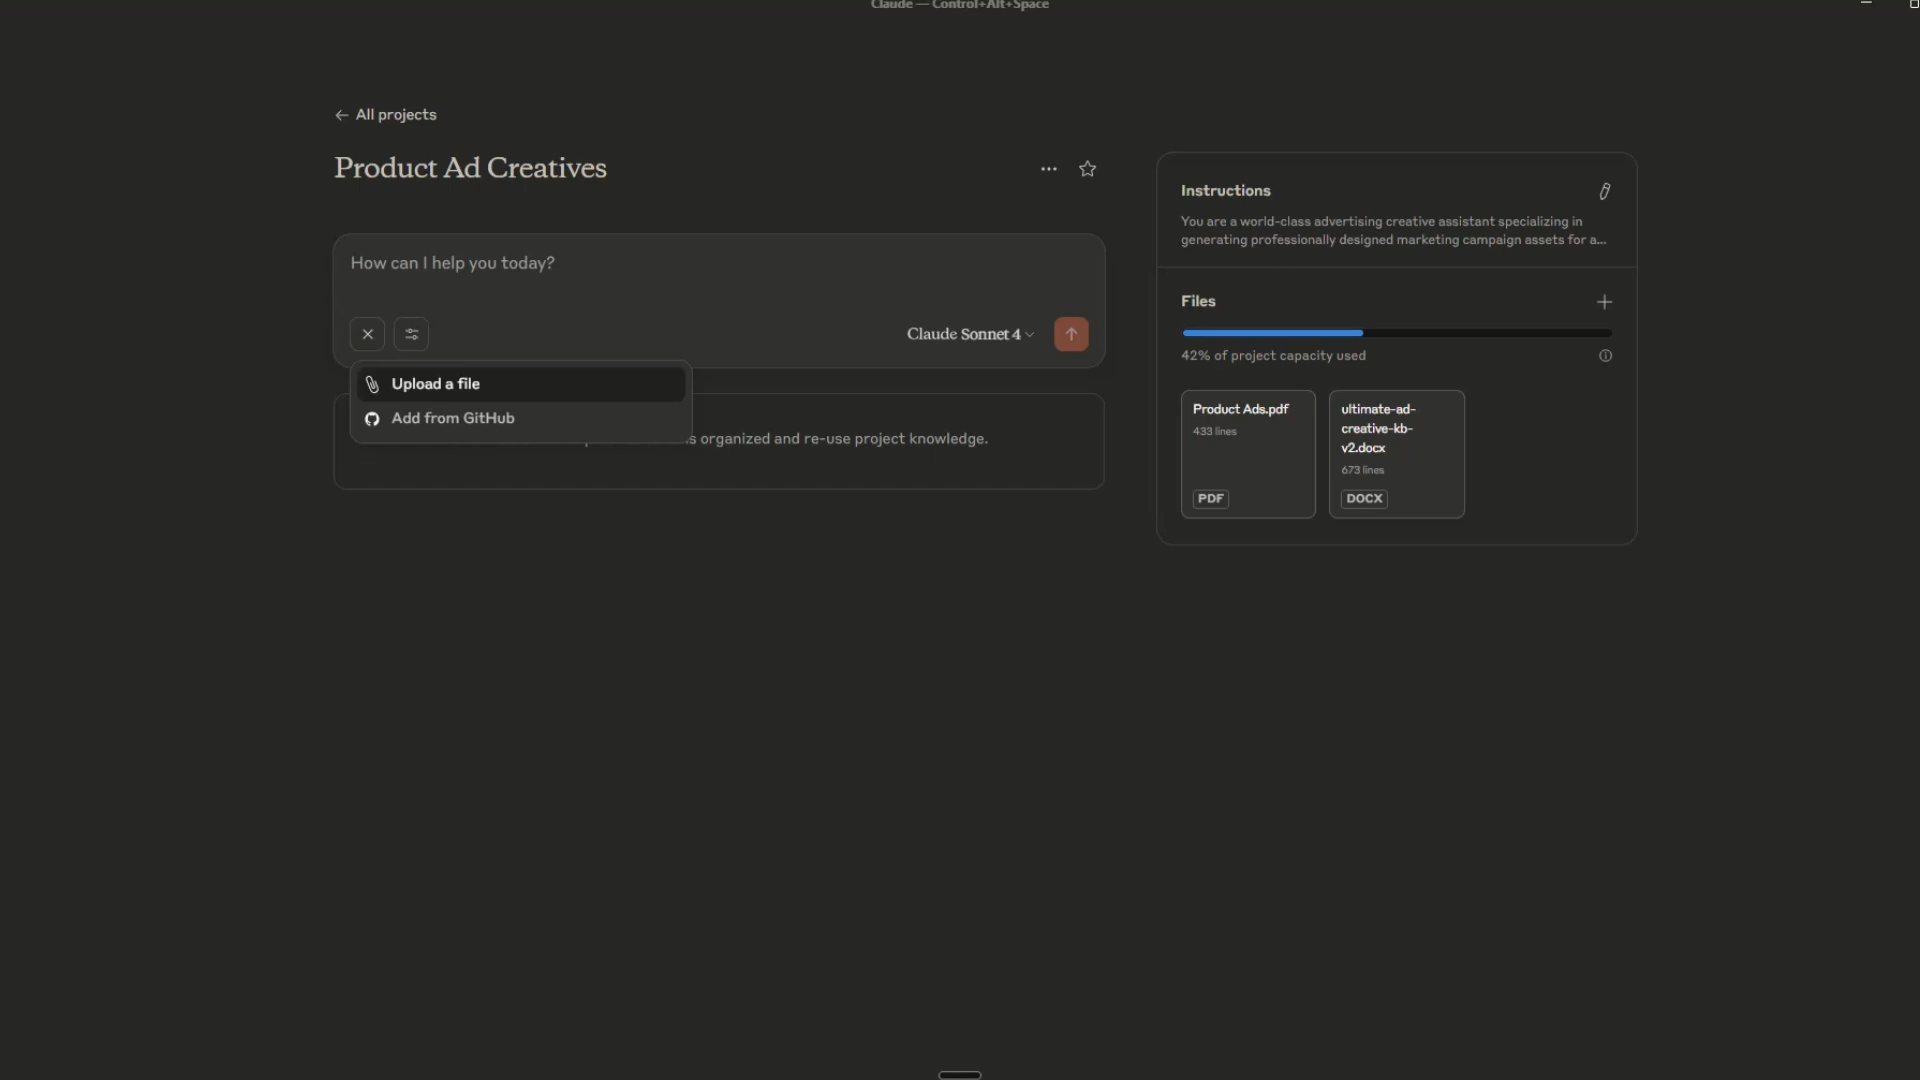 Claude — Control+Alt+Space
All projects
Product Ad Creatives
How can I help you today?
Claude Sonnet 4
Upload a file
Add from GitHub
organized and re-use project knowledge.
Instructions
You are a world-class advertising creative assistant specializing in
generating professionally designed marketing campaign assets for a...
Files
42% of project capacity used
Product Ads.pdf
433 lines
PDF
ultimate-ad-
creative-kb-
v2.docx
673 lines
DOCX